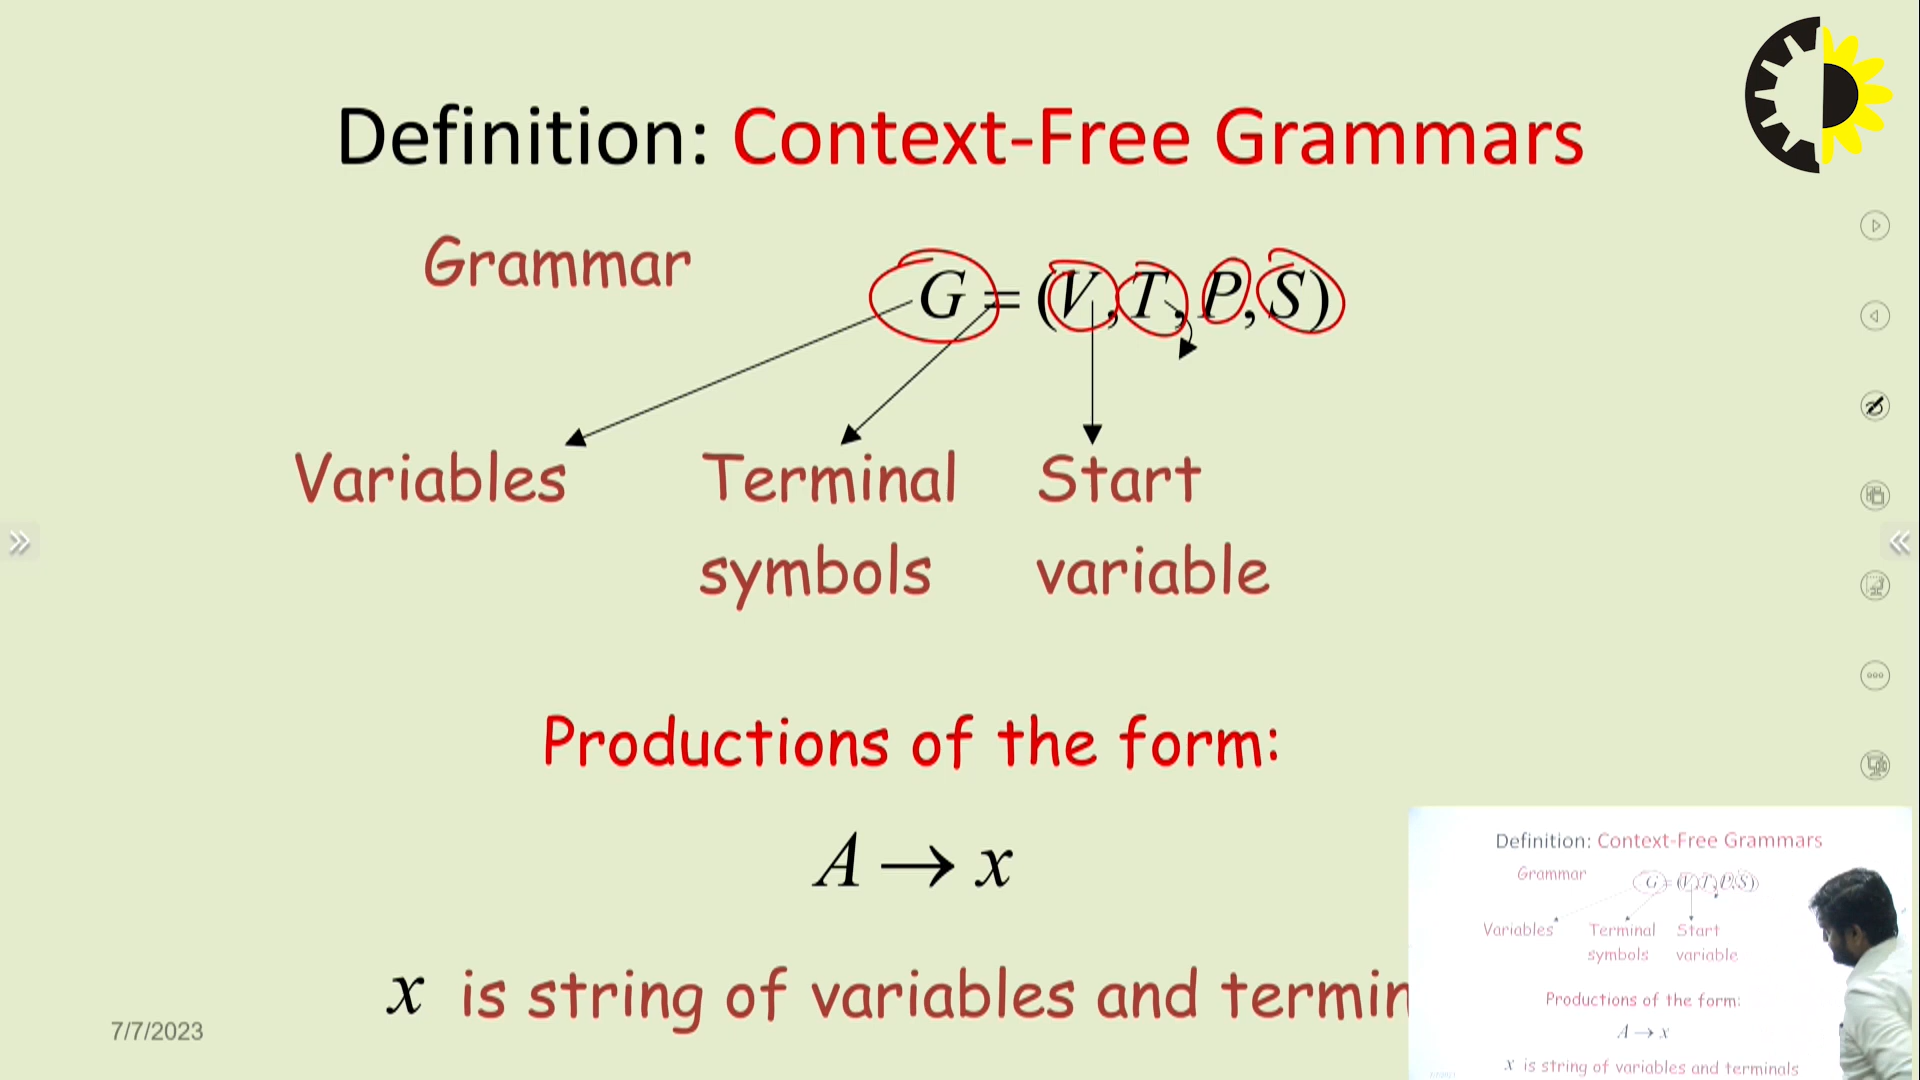 Definition: Context-Free Grammars
Grammar G = (V, T, P, S)
Variables Terminal symbols Start variable
Productions of the form:
A → x
x is string of variables and termin
7/7/2023
Definition: Context-Free Grammars
Grammar G = (V, T, P, S)
Variables Terminal symbols Start variable
Productions of the form:
A → x
x is string of variables and terminals